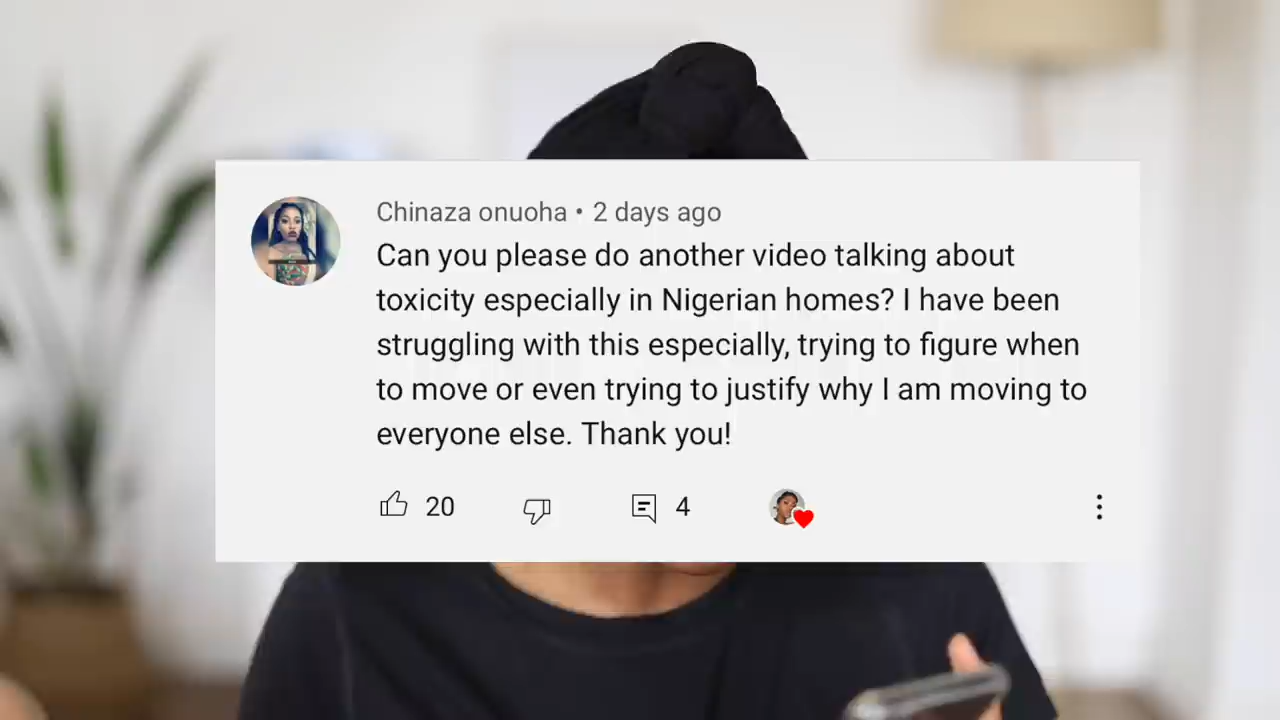 Chinaza onuoha • 2 days ago
Can you please do another video talking about
toxicity especially in Nigerian homes? I have been
struggling with this especially, trying to figure when
to move or even trying to justify why I am moving to
everyone else. Thank you!
20 4